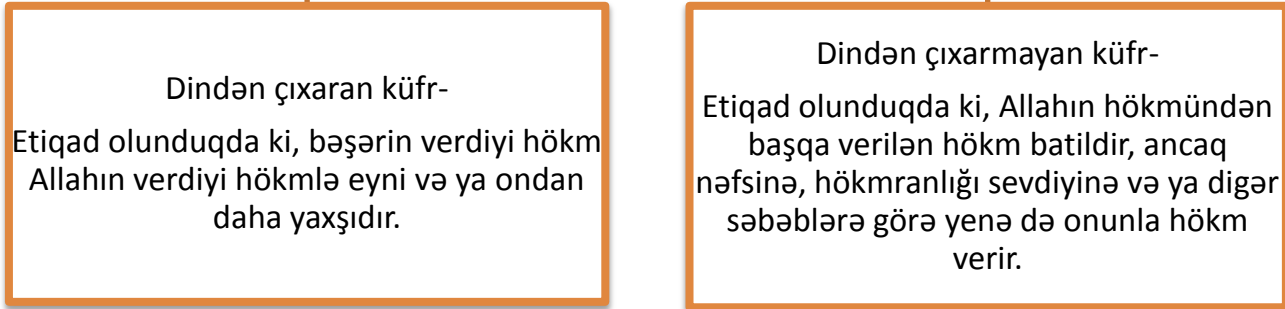 Dindən çıxaran küfr-
Etiqad olunduqda ki, bəşərin verdiyi hökm
Allahın verdiyi hökmlə eyni və ya ondan
daha yaxşıdır.
Dindən çıxarmayan küfr-
Etiqad olunduqda ki, Allahın hökmündən
başqa verilən hökm batildir, ancaq
nəfsinə, hökmranlığı sevdiyinə və ya digər
səbəblərə görə yenə də onunla hökm
verir.